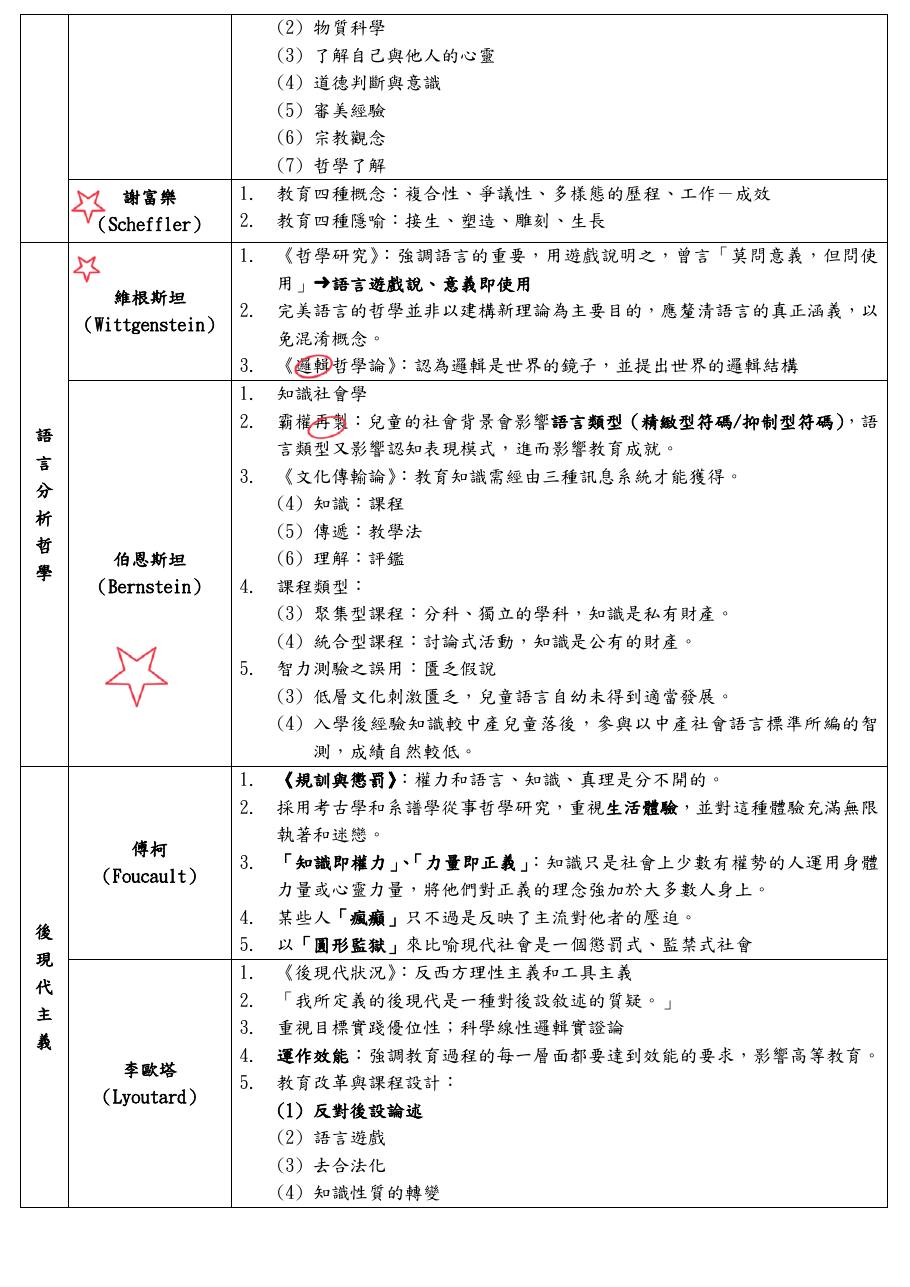 (2) 物質科學
(3) 了解自己與他人的心靈
(4) 道德判斷與意識
(5) 審美經驗
(6) 宗教觀念
(7) 哲學了解
謝富樂
(Scheffler)
1. 教育四種概念：複合性、爭議性、多樣態的歷程、工作－成效
2. 教育四種隱喻：接生、塑造、雕刻、生長
語言分析哲學
維根斯坦
(Wittgenstein)
1. 《哲學研究》：強調語言的重要，用遊戲說明之，曾言「莫問意義，但問使
用」➜語言遊戲說、意義即使用
2. 完美語言的哲學並非以建構新理論為主要目的，應釐清語言的真正涵義，以
免混淆概念。
3. 《邏輯哲學論》：認為邏輯是世界的鏡子，並提出世界的邏輯結構
伯恩斯坦
(Bernstein)
1. 知識社會學
2. 霸權再製：兒童的社會背景會影響語言類型（精緻型符碼/抑制型符碼），語
言類型又影響認知表現模式，進而影響教育成就。
3. 《文化傳輸論》：教育知識需經由三種訊息系統才能獲得。
(4) 知識：課程
(5) 傳遞：教學法
(6) 理解：評鑑
4. 課程類型：
(3) 聚集型課程：分科、獨立的學科，知識是私有財產。
(4) 統合型課程：討論式活動，知識是公有的財產。
5. 智力測驗之誤用：匱乏假說
(3) 低層文化刺激匱乏，兒童語言自幼未得到適當發展。
(4) 入學後經驗知識較中產兒童落後，參與以中產社會語言標準所編的智
測，成績自然較低。
後現代主義
傅柯
(Foucault)
1. 《規訓與懲罰》：權力和語言、知識、真理是分不開的。
2. 採用考古學和系譜學從事哲學研究，重視生活體驗，並對這種體驗充滿無限
執著和迷戀。
3. 「知識即權力」、「力量即正義」：知識只是社會上少數有權勢的人運用身體
力量或心靈力量，將他們對正義的理念強加於大多數人身上。
4. 某些人「瘋癲」只不過是反映了主流對他者的壓迫。
5. 以「圓形監獄」來比喻現代社會是一個懲罰式、監禁式社會
李歐塔
(Lyoutard)
1. 《後現代狀況》：反西方理性主義和工具主義
2. 「我所定義的後現代是一種對後設敘述的質疑。」
3. 重視目標實踐優位性；科學線性邏輯實證論
4. 運作效能：強調教育過程的每一層面都要達到效能的要求，影響高等教育。
5. 教育改革與課程設計：
(1) 反對後設論述
(2) 語言遊戲
(3) 去合法化
(4) 知識性質的轉變